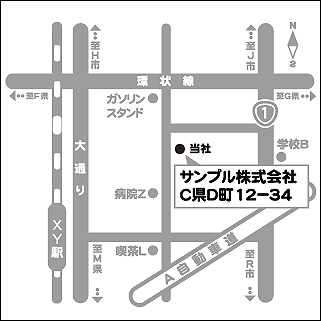 至H市
至J市
N
S
環状線
至F県
至G県
ガソリン
スタンド
1
大通り
当社
学校B
サンプル株式会社
C県D町12-34
病院Z
XY駅
喫茶L
A自動車道
至M県
至R市